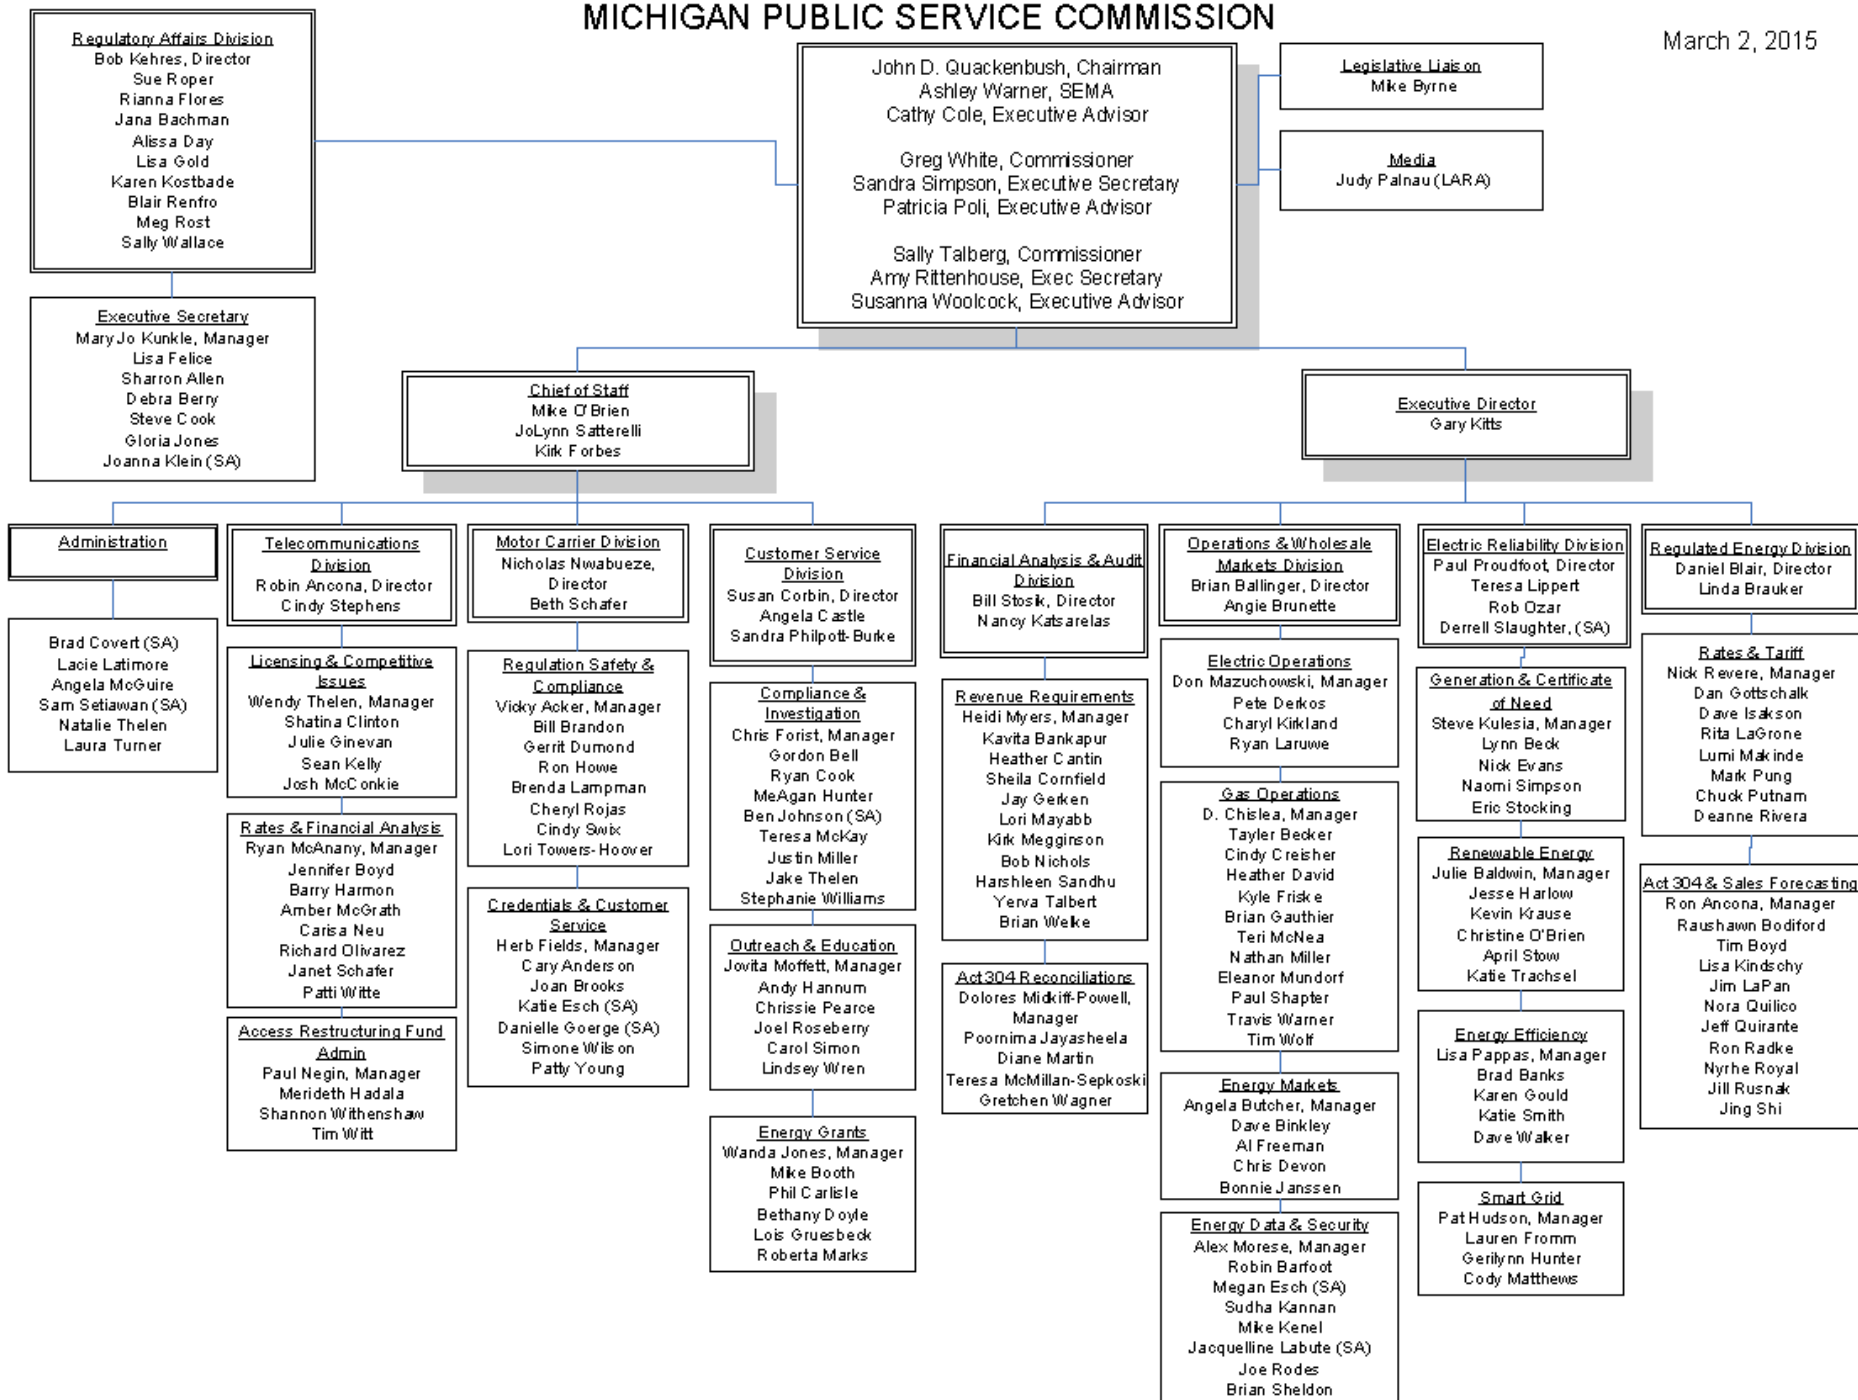 MICHIGAN PUBLIC SERVICE COMMISSION
March 2, 2015
Regulatory Affairs Division
Bob Kehres, Director
Sue Roper
Rianna Flores
Jana Bachman
Alissa Day
Lisa Gold
Karen Kostbade
Blair Renfro
Meg Rost
Sally Wallace
John D. Quackenbush, Chairman
Ashley Warner, SEMA
Cathy Cole, Executive Advisor
Greg White, Commissioner
Sandra Simpson, Executive Secretary
Patricia Poli, Executive Advisor
Sally Talberg, Commissioner
Amy Rittenhouse, Exec Secretary
Susanna Woolcock, Executive Advisor
Legislative Liaison
Mike Byrne
Media
Judy Palnau (LARA)
Executive Secretary
Mary Jo Kunkle, Manager
Lisa Felice
Sharron Allen
Debra Berry
Steve Cook
Gloria Jones
Joanna Klein (SA)
Chief of Staff
Mike O'Brien
JoLynn Satterelli
Kirk Forbes
Executive Director
Gary Kitts
Administration
Brad Covert (SA)
Lacie Latimore
Angela McGuire
Sam Setiawan (SA)
Natalie Thelen
Laura Turner
Telecommunications
Division
Robin Ancona, Director
Cindy Stephens
Licensing & Competitive
Issues
Wendy Thelen, Manager
Shatina Clinton
Julie Ginevan
Sean Kelly
Josh McConkie
Rates & Financial Analysis
Ryan McAnany, Manager
Jennifer Boyd
Barry Harmon
Amber McGrath
Carisa Neu
Richard Olivarez
Janet Schafer
Patti Witte
Access Restructuring Fund
Admin
Paul Negin, Manager
Merideth Hadala
Shannon Withenshaw
Tim Witt
Motor Carrier Division
Nicholas Nwabueze,
Director
Beth Schafer
Regulation Safety &
Compliance
Vicky Acker, Manager
Bill Brandon
Gerrit Dumond
Ron Howe
Brenda Lampman
Cheryl Rojas
Cindy Swix
Lori Towers-Hoover
Credentials & Customer
Service
Herb Fields, Manager
Cary Anderson
Joan Brooks
Katie Esch (SA)
Danielle Goerge (SA)
Simone Wilson
Patty Young
Customer Service
Division
Susan Corbin, Director
Angela Castle
Sandra Philpott-Burke
Compliance &
Investigation
Chris Forist, Manager
Gordon Bell
Ryan Cook
MeAgan Hunter
Ben Johnson (SA)
Teresa McKay
Justin Miller
Jake Thelen
Stephanie Williams
Outreach & Education
Jovita Moffett, Manager
Andy Hannum
Chrissie Pearce
Joel Roseberry
Carol Simon
Lindsey Wren
Energy Grants
Wanda Jones, Manager
Mike Booth
Phil Carlisle
Bethany Doyle
Lois Gruesbeck
Roberta Marks
Financial Analysis & Audit
Division
Bill Stosik, Director
Nancy Katsarelas
Revenue Requirements
Heidi Myers, Manager
Kavita Bankapur
Heather Cantin
Sheila Cornfield
Jay Gerken
Lori Mayabb
Kirk Megginson
Bob Nichols
Harshleen Sandhu
Yerva Talbert
Brian Welke
Act 304 Reconciliations
Dolores Midkiff-Powell,
Manager
Poornima Jayasheela
Diane Martin
Teresa McMillan-Sepkoski
Gretchen Wagner
Operations & Wholesale
Markets Division
Brian Ballinger, Director
Angie Brunette
Electric Operations
Don Mazuchowski, Manager
Pete Derkos
Charyl Kirkland
Ryan Laruwe
Gas Operations
D. Chislea, Manager
Tayler Becker
Cindy Creisher
Heather David
Kyle Friske
Brian Gauthier
Teri McNea
Nathan Miller
Eleanor Mundorf
Paul Shapter
Travis Warner
Tim Wolf
Energy Markets
Angela Butcher, Manager
Dave Binkley
Al Freeman
Chris Devon
Bonnie Janssen
Energy Data & Security
Alex Morese, Manager
Robin Barfoot
Megan Esch (SA)
Sudha Kannan
Mike Kenel
Jacquelline Labute (SA)
Joe Rodes
Brian Sheldon
Electric Reliability Division
Paul Proudfoot, Director
Teresa Lippert
Rob Ozar
Derrell Slaughter, (SA)
Generation & Certificate
of Need
Steve Kulesia, Manager
Lynn Beck
Nick Evans
Naomi Simpson
Eric Stocking
Renewable Energy
Julie Baldwin, Manager
Jesse Harlow
Kevin Krause
Christine O'Brien
April Stow
Katie Trachsel
Energy Efficiency
Lisa Pappas, Manager
Brad Banks
Karen Gould
Katie Smith
Dave Walker
Smart Grid
Pat Hudson, Manager
Lauren Fromm
Gerilynn Hunter
Cody Matthews
Regulated Energy Division
Daniel Blair, Director
Linda Brauker
Rates & Tariff
Nick Revere, Manager
Dan Gottschalk
Dave Isakson
Rita LaGrone
Lumi Makinde
Mark Pung
Chuck Putnam
Deanne Rivera
Act 304 & Sales Forecasting
Ron Ancona, Manager
Raushawn Bodiford
Tim Boyd
Lisa Kindschy
Jim LaPan
Nora Quilico
Jeff Quirante
Ron Radke
Nyrhe Royal
Jill Rusnak
Jing Shi